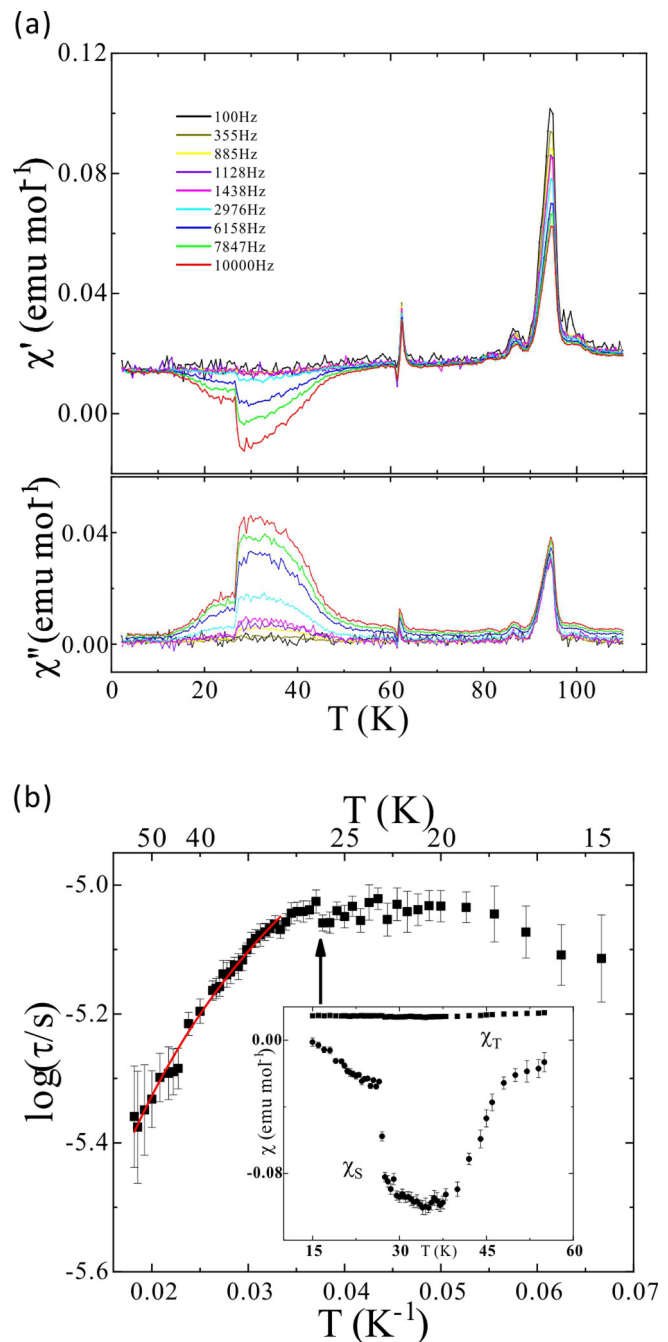 (a)
0.12
0.08
0.04
0.00
χ' (emu mol⁻¹)
100Hz
355Hz
885Hz
1128Hz
1438Hz
2976Hz
6158Hz
7847Hz
10000Hz
0.04
0.00
χ" (emu mol⁻¹)
0 20 40 60 80 100
T (K)
(b)
T (K)
50 40 25 20 15
-5.0
-5.2
-5.4
-5.6
log(τ/s)
0.00
-0.08
χ (emu mol⁻¹)
χT
χS
15 30 T (K) 45 60
0.02 0.03 0.04 0.05 0.06 0.07
T (K⁻¹)